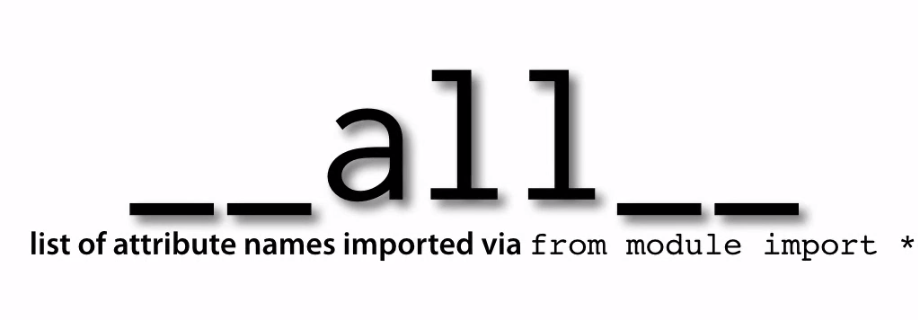 __all__
list of attribute names imported via from module import *